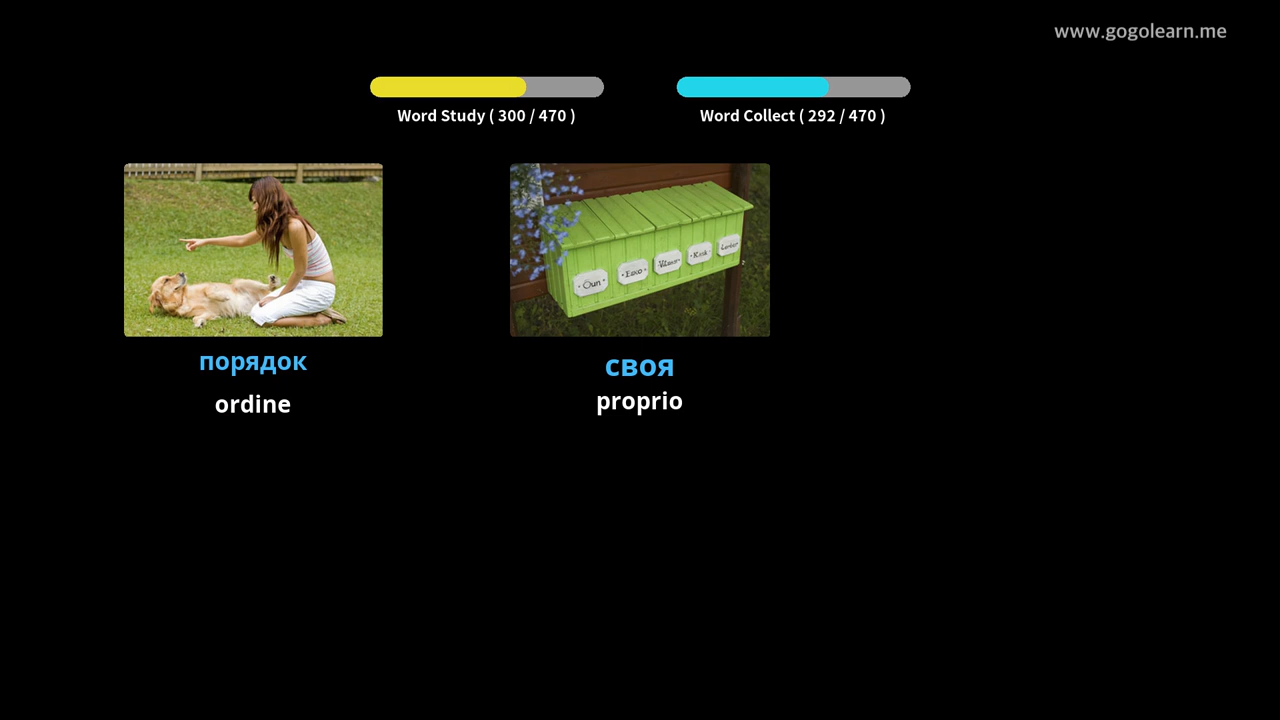 www.gogolearn.me
Word Study ( 300 / 470 )
Word Collect ( 292 / 470 )
порядок
ordine
своя
proprio